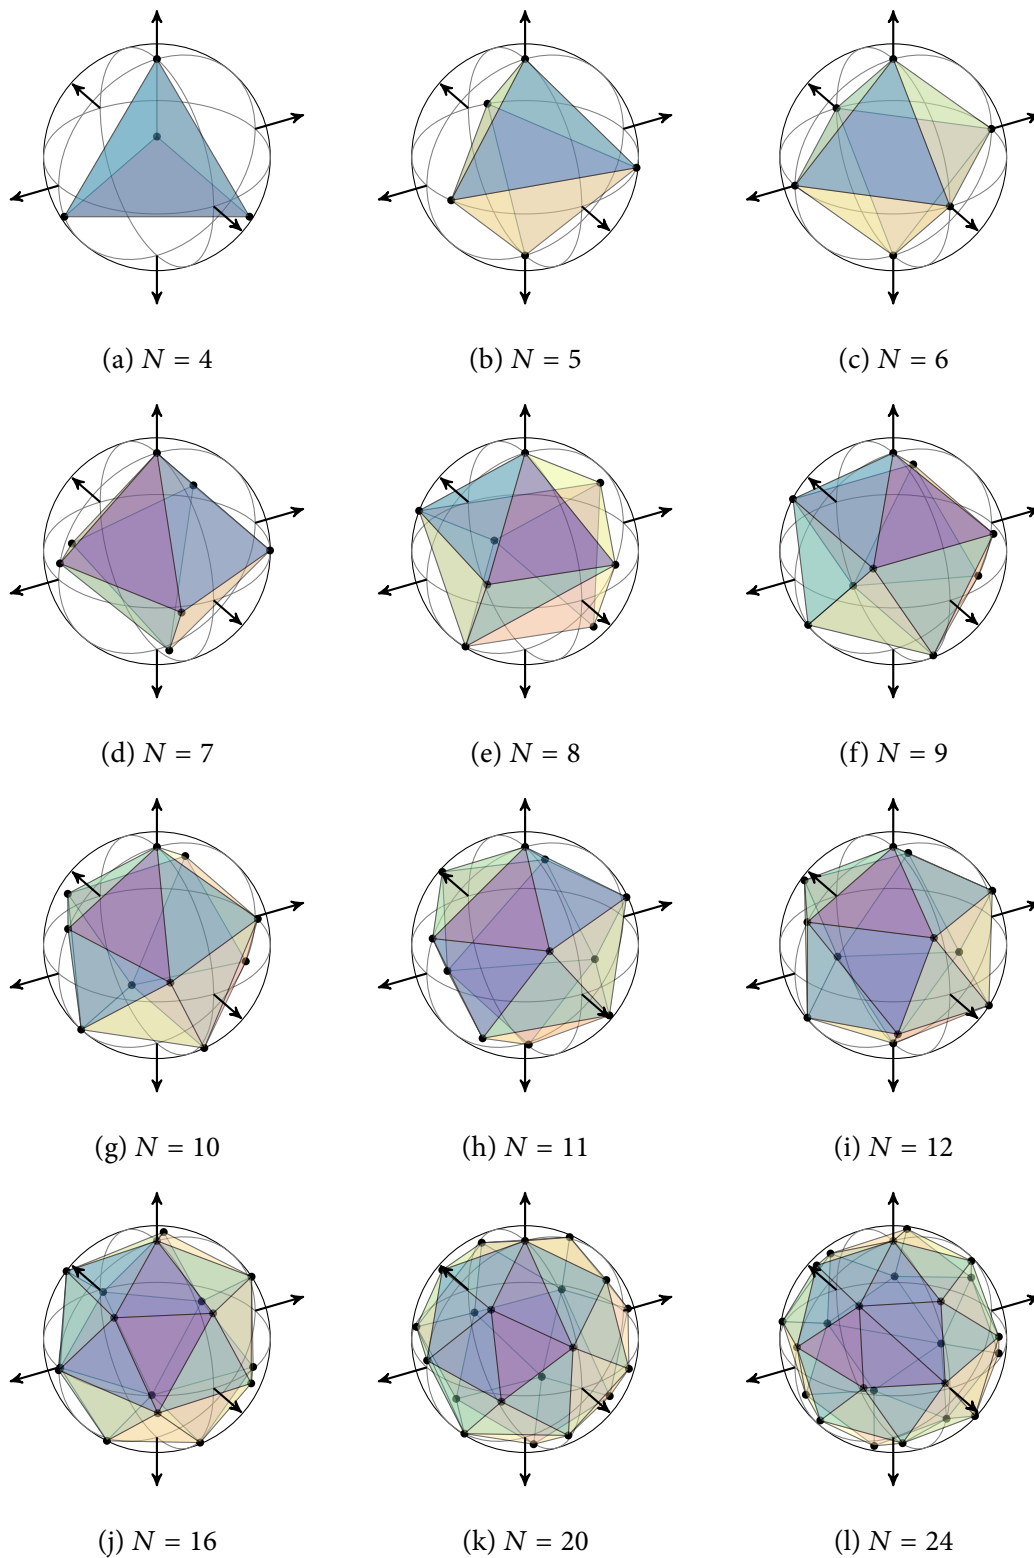 (a) N = 4
(b) N = 5
(c) N = 6
(d) N = 7
(e) N = 8
(f) N = 9
(g) N = 10
(h) N = 11
(i) N = 12
(j) N = 16
(k) N = 20
(l) N = 24